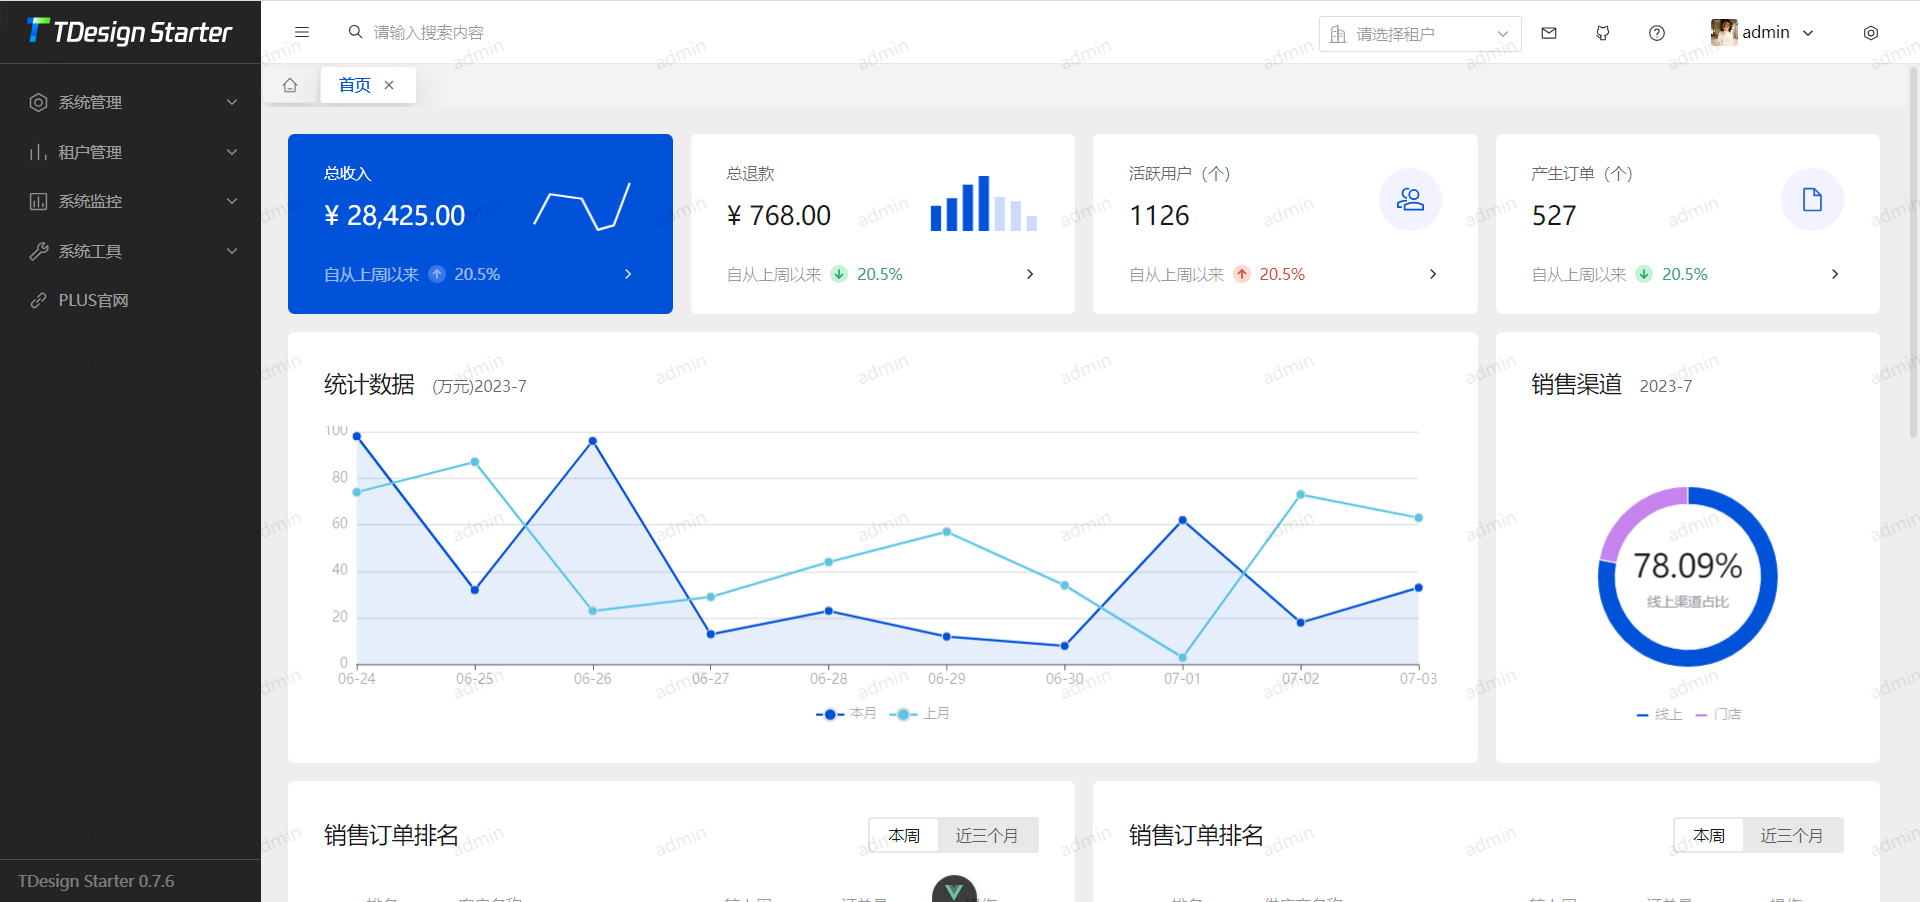 TDesign Starter
请输入搜索内容
请选择租户
admin
首页
系统管理
租户管理
系统监控
系统工具
PLUS官网
总收入
¥ 28,425.00
自从上周以来 20.5%
总退款
¥ 768.00
自从上周以来 20.5%
活跃用户（个）
1126
自从上周以来 20.5%
产生订单（个）
527
自从上周以来 20.5%
统计数据 (万元)2023-7
100
80
60
40
20
0
06-24 06-25 06-26 06-27 06-28 06-29 06-30 07-01 07-02 07-03
本月 上月
销售渠道 2023-7
78.09%
线上渠道占比
线上 门店
销售订单排名
本周 近三个月
销售订单排名
本周 近三个月
TDesign Starter 0.7.6